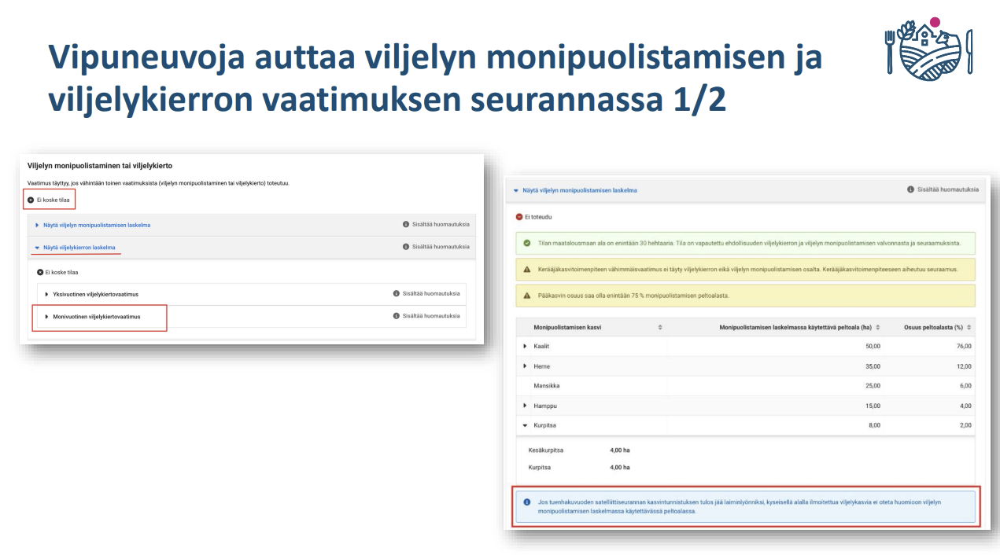 Vipuneuvoja auttaa viljelyn monipuolistamisen ja
viljelykierron vaatimuksen seurannassa 1/2
Viljelyn monipuolistaminen tai viljelykierto
Vaatimus täyttyy, jos vähintään toinen vaatimuksista (viljelyn monipuolistaminen tai viljelykierto) toteutuu.
Ei koske tilaa
Näytä viljelyn monipuolistamisen laskelma Sisältää huomautuksia
Näytä viljelykierron laskelma Sisältää huomautuksia
Ei koske tilaa
Yksivuotinen viljelykiertovaatimus Sisältää huomautuksia
Monivuotinen viljelykiertovaatimus Sisältää huomautuksia
Näytä viljelyn monipuolistamisen laskelma Sisältää huomautuksia
Ei toteudu
Tilan maatalousmaan ala on enintään 30 hehtaaria. Tila on vapautettu ehdollisuuden viljelykierron ja viljelyn monipuolistamisen valvonnasta ja seuraamuksista.
Kerääjäkasvitoimenpiteen vähimmäisvaatimus ei täyty viljelykierron eikä viljelyn monipuolistamisen osalta. Kerääjäkasvitoimenpiteeseen aiheutuu seuraamus.
Pääkasvin osuus saa olla enintään 75 % monipuolistamisen peltoalasta.
Monipuolistamisen kasvi Monipuolistamisen laskelmassa käytettävä peltoala (ha) Osuus peltoalasta (%)
Kaalit 50,00 76,00
Herne 35,00 12,00
Mansikka 25,00 6,00
Hamppu 15,00 4,00
Kurpitsa 8,00 2,00
Kesäkurpitsa 4,00 ha
Kurpitsa 4,00 ha
Jos tuenhakuvuoden satelliittiseurannan kasvintunnistuksen tulos jää laiminlyönniksi, kyseisellä alalla ilmoitettua viljelykasvia ei oteta huomioon viljelyn
monipuolistamisen laskelmassa käytettävässä peltoalassa.